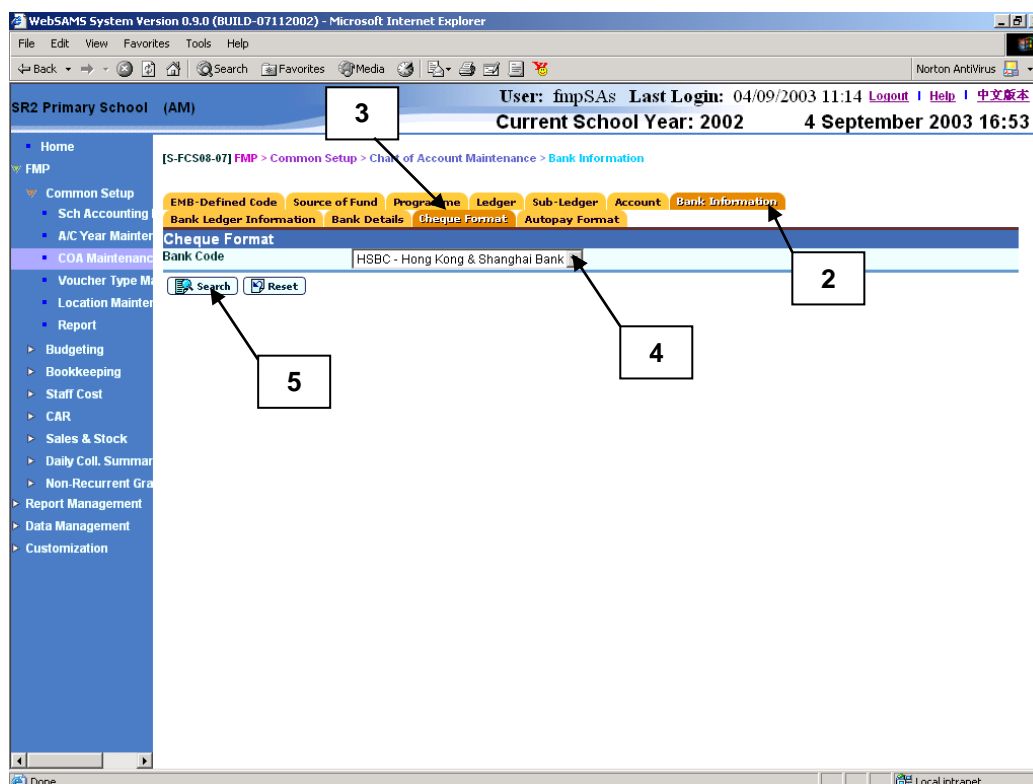 WebSAMS System Version 0.9.0 (BUILD-07112002) - Microsoft Internet Explorer
File Edit View Favorites Tools Help
Back Search Favorites Media Norton AntiVirus
SR2 Primary School (AM)
User: fmpSAs Last Login: 04/09/2003 11:14 Logout | Help | 中文版本
Current School Year: 2002 4 September 2003 16:53
3
Home
FMP
Common Setup
Sch Accounting
A/C Year Mainter
COA Maintenanc
Voucher Type Ma
Location Mainter
Report
Budgeting
Bookkeeping
Staff Cost
CAR
Sales & Stock
Daily Coll. Summar
Non-Recurrent Gra
Report Management
Data Management
Customization
[S-FCS08-07] FMP > Common Setup > Chart of Account Maintenance > Bank Information
EMB-Defined Code Source of Fund Programme Ledger Sub-Ledger Account Bank Information
Bank Ledger Information Bank Details Cheque Format Autopay Format
Cheque Format
Bank Code HSBC - Hong Kong & Shanghai Bank
Search Reset
2
4
5
Done Local intranet